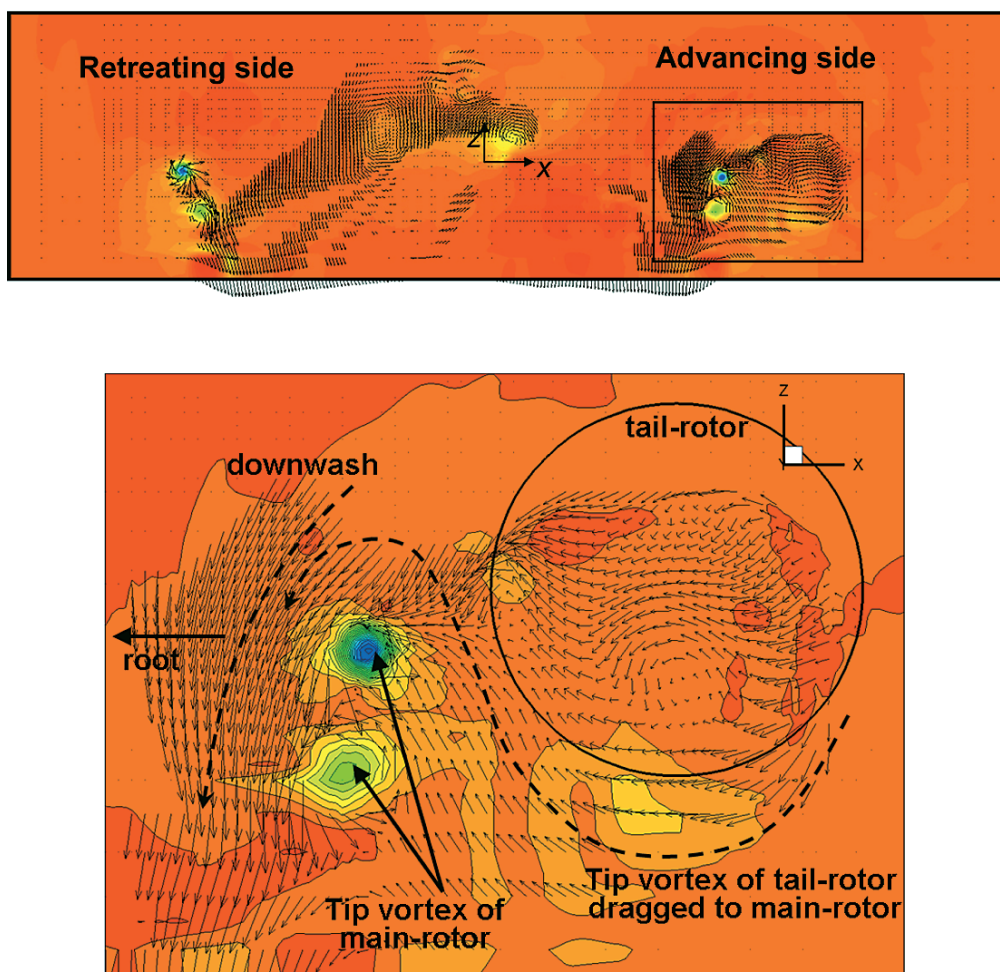 Retreating side
Advancing side
Z
X
tail-rotor
z
x
downwash
root
Tip vortex of
main-rotor
Tip vortex of tail-rotor
dragged to main-rotor